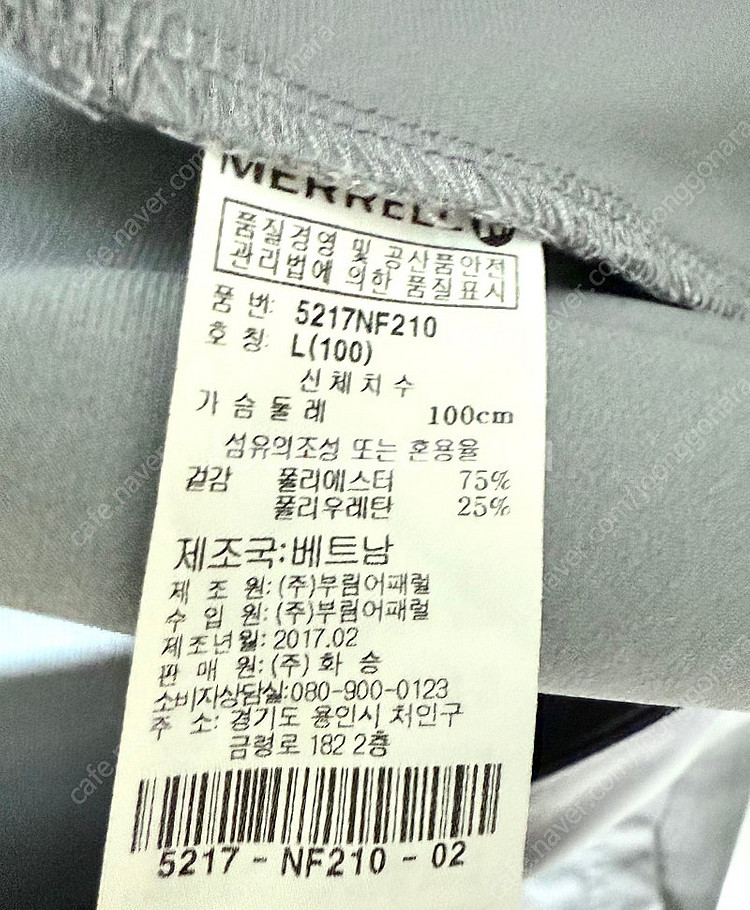 MERRELL
품질경영 및 공산품안전
관리법에 의한 품질표시
품 번: 5217NF210
호 칭: L(100)
신체치수
가슴둘레 100cm
섬유의조성 또는 혼용율
겉감 폴리에스터 75%
폴리우레탄 25%
제조국:베트남
제 조 원: (주)부림어패럴
수 입 원: (주)부림어패럴
제조년월: 2017.02
판 매 원: (주) 화 승
소비자상담실:080-900-0123
주 소: 경기도 용인시 처인구
금령로 182 2층
5217 - NF210 - 02
cafe.naver.com/joonggonara